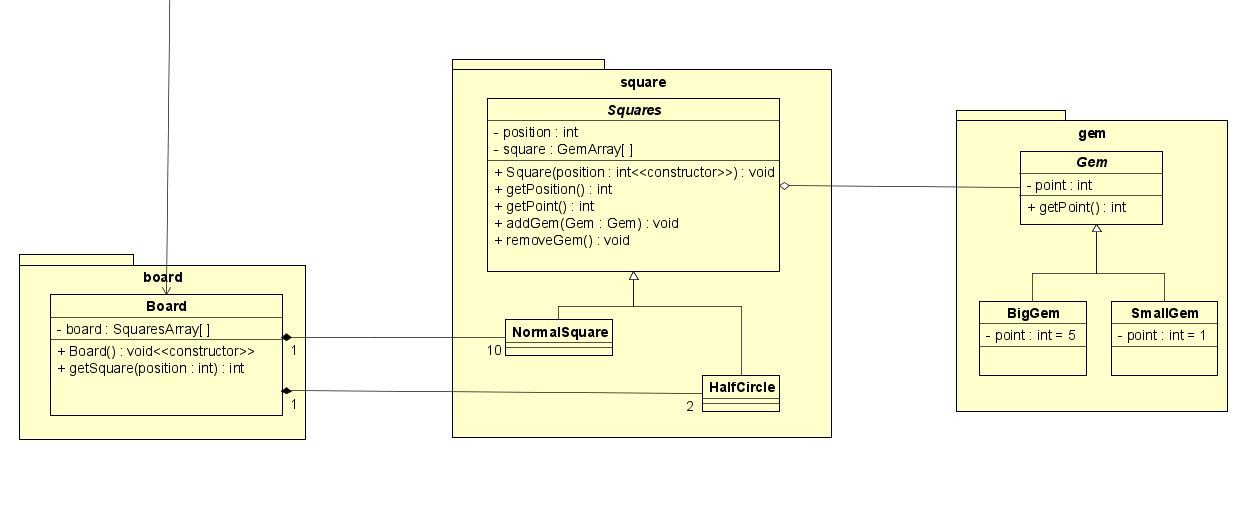 square
Squares
- position : int
- square : GemArray[ ]
+ Square(position : int<<constructor>>) : void
+ getPosition() : int
+ getPoint() : int
+ addGem(Gem : Gem) : void
+ removeGem() : void
gem
Gem
- point : int
+ getPoint() : int
board
Board
- board : SquaresArray[ ]
+ Board() : void<<constructor>>
+ getSquare(position : int) : int
1
1
NormalSquare
10
HalfCircle
2
BigGem
- point : int = 5
SmallGem
- point : int = 1